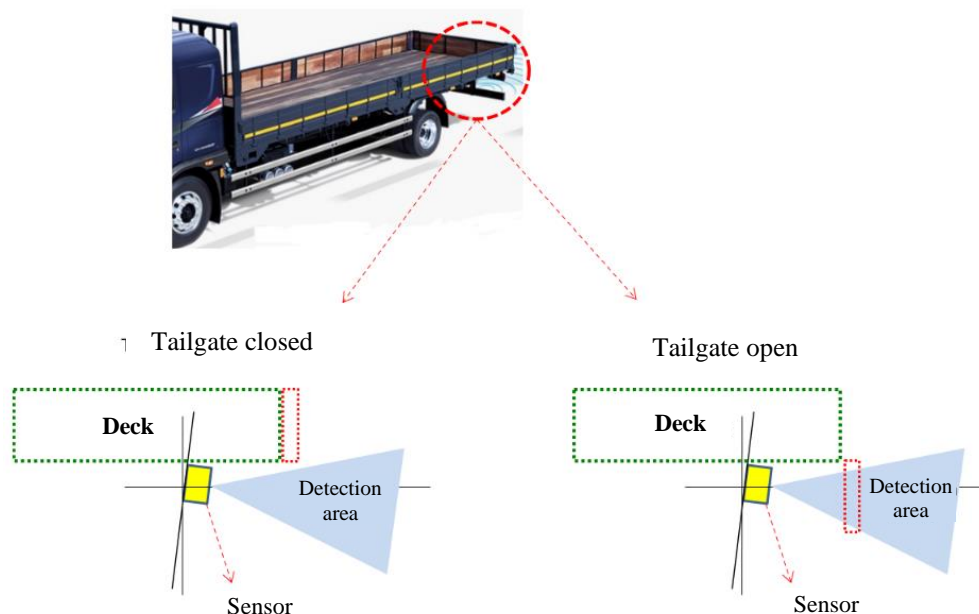 Tailgate closed
Tailgate open
Deck
Deck
Detection
area
Detection
area
Sensor
Sensor